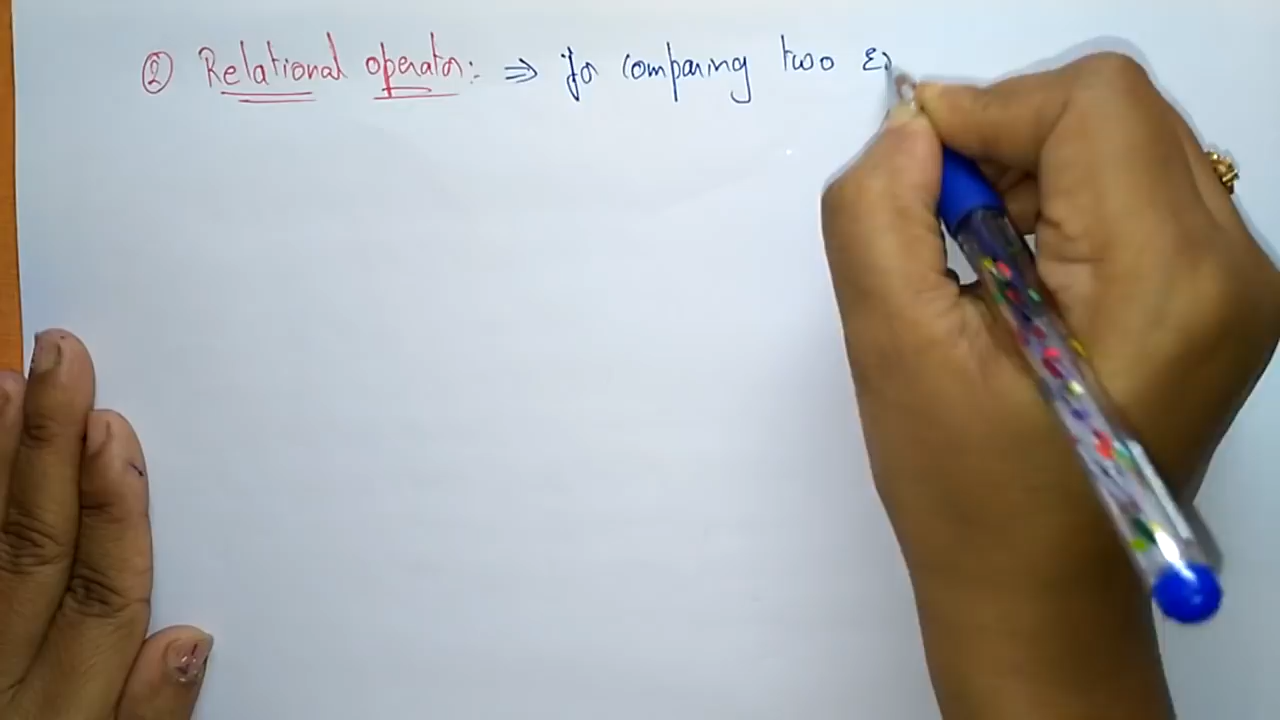 ② Relational operator :- ⇒ for comparing two